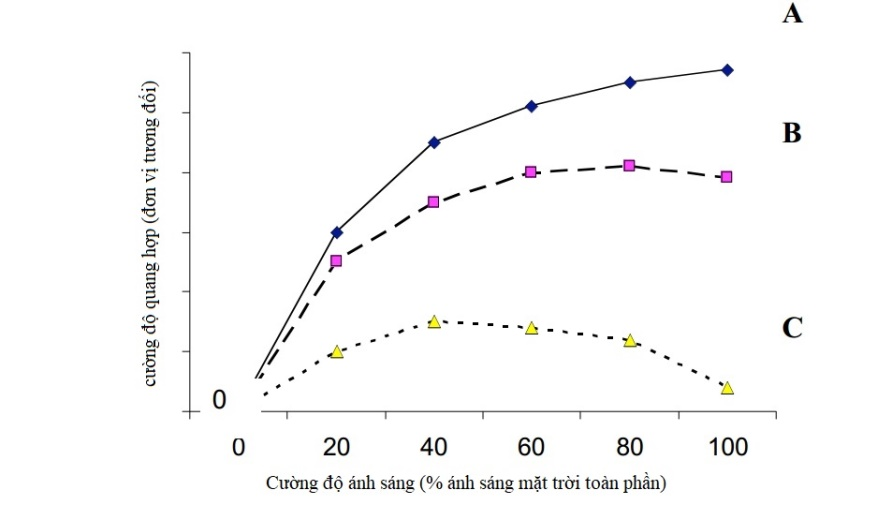 A
B
C
cường độ quang hợp (đơn vị tương đối)
0
0 20 40 60 80 100
Cường độ ánh sáng (% ánh sáng mặt trời toàn phần)